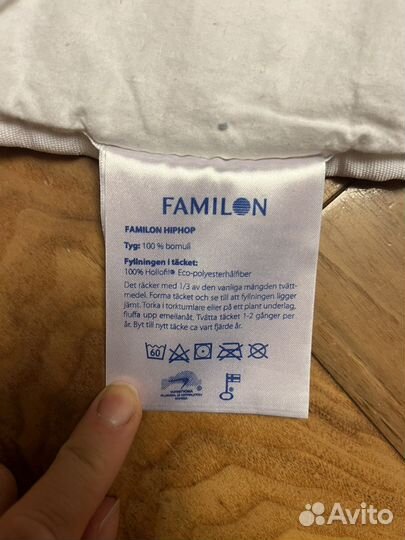 FAMILON
FAMILON HIPHOP
Tyg: 100 % bomull
Fyllningen i täcket:
100% Hollofil® Eco-polyesterhålfiber
Det räcker med 1/3 av den vanliga mängden tvätt-
medel. Forma täcket och se till att fyllningen ligger
jämt. Torka i torktumlare eller på ett plant underlag,
fluffa upp emellanåt. Tvätta täcket 1-2 gånger per
år. Byt till nytt täcke ca vart fjärde år.
60
Avito